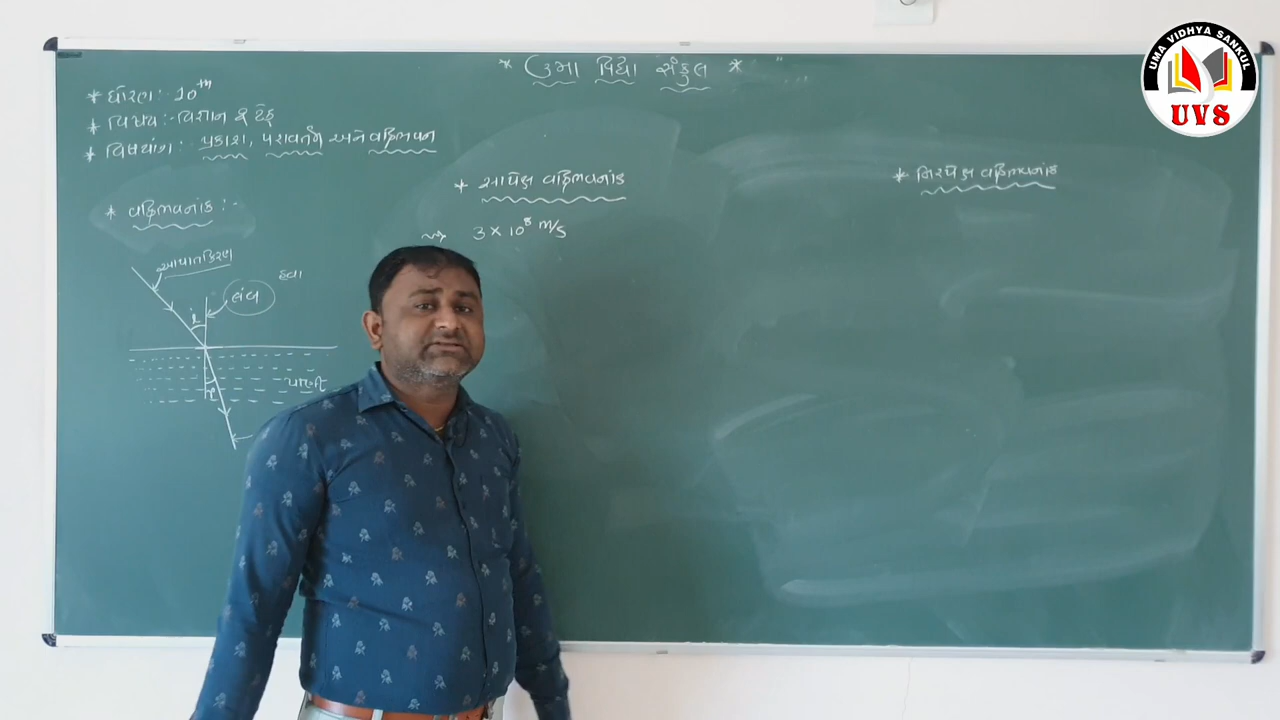 * ઉમા વિદ્યા સંકુલ *
* ધોરણ :- 10th
* વિષય :- વિજ્ઞાન & ટેક
* વિષયાંગ : પ્રકાશ, પરાવર્તન અને વક્રિભવન
* વક્રિભવનાંક :-
આપાતકિરણ
હવા
લંબ
i
પાણી
r
* સાપેક્ષ વક્રિભવનાંક
3 × 10⁸ m/s
* નિરપેક્ષ વક્રિભવનાંક
UMA VIDHYA SANKUL
UVS